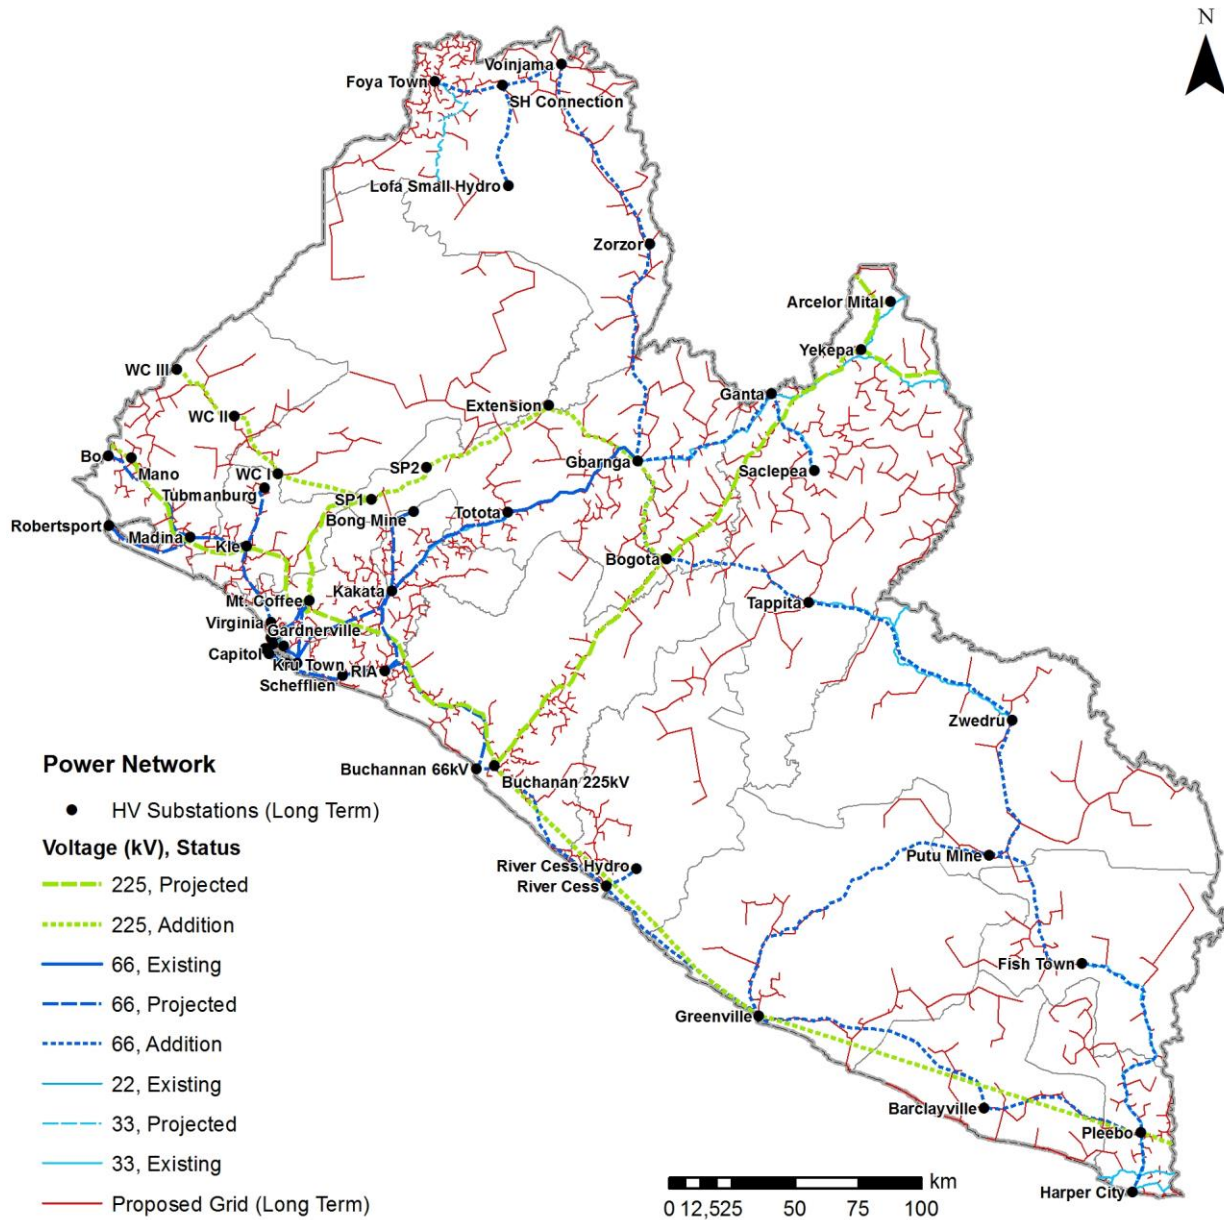 N
Voinjama
Foya Town
SH Connection
Lofa Small Hydro
Zorzor
Arcelor Mital
Yekepa
WC III
Ganta
Extension
WC II
Bo
Mano
WC I
SP2
Gbarnga
Saclepea
Tubmanburg
SP1
Bong Mine
Totota
Robertsport
Madina
Kle
Bogota
Kakata
Tappita
Mt. Coffee
Virginia
Gardnerville
Capitol
Kru Town
RIA
Schefflien
Zwedru
Buchannan 66kV
Buchanan 225kV
Putu MIne
River Cess Hydro
River Cess
Fish Town
Greenville
Barclayville
Pleebo
Harper City
Power Network
HV Substations (Long Term)
Voltage (kV), Status
225, Projected
225, Addition
66, Existing
66, Projected
66, Addition
22, Existing
33, Projected
33, Existing
Proposed Grid (Long Term)
km
0 12,525 50 75 100